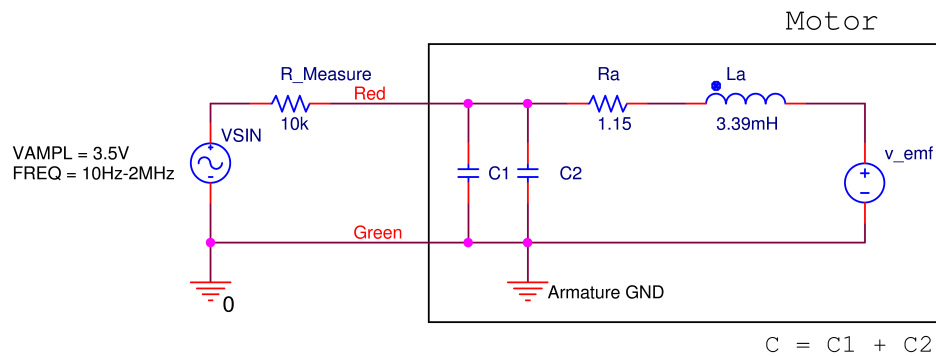 Motor
R_Measure
Red
10k
Ra
1.15
La
3.39mH
VSIN
VAMPL = 3.5V
FREQ = 10Hz-2MHz
+
-
C1
C2
v_emf
+
−
Green
0
Armature GND
C = C1 + C2